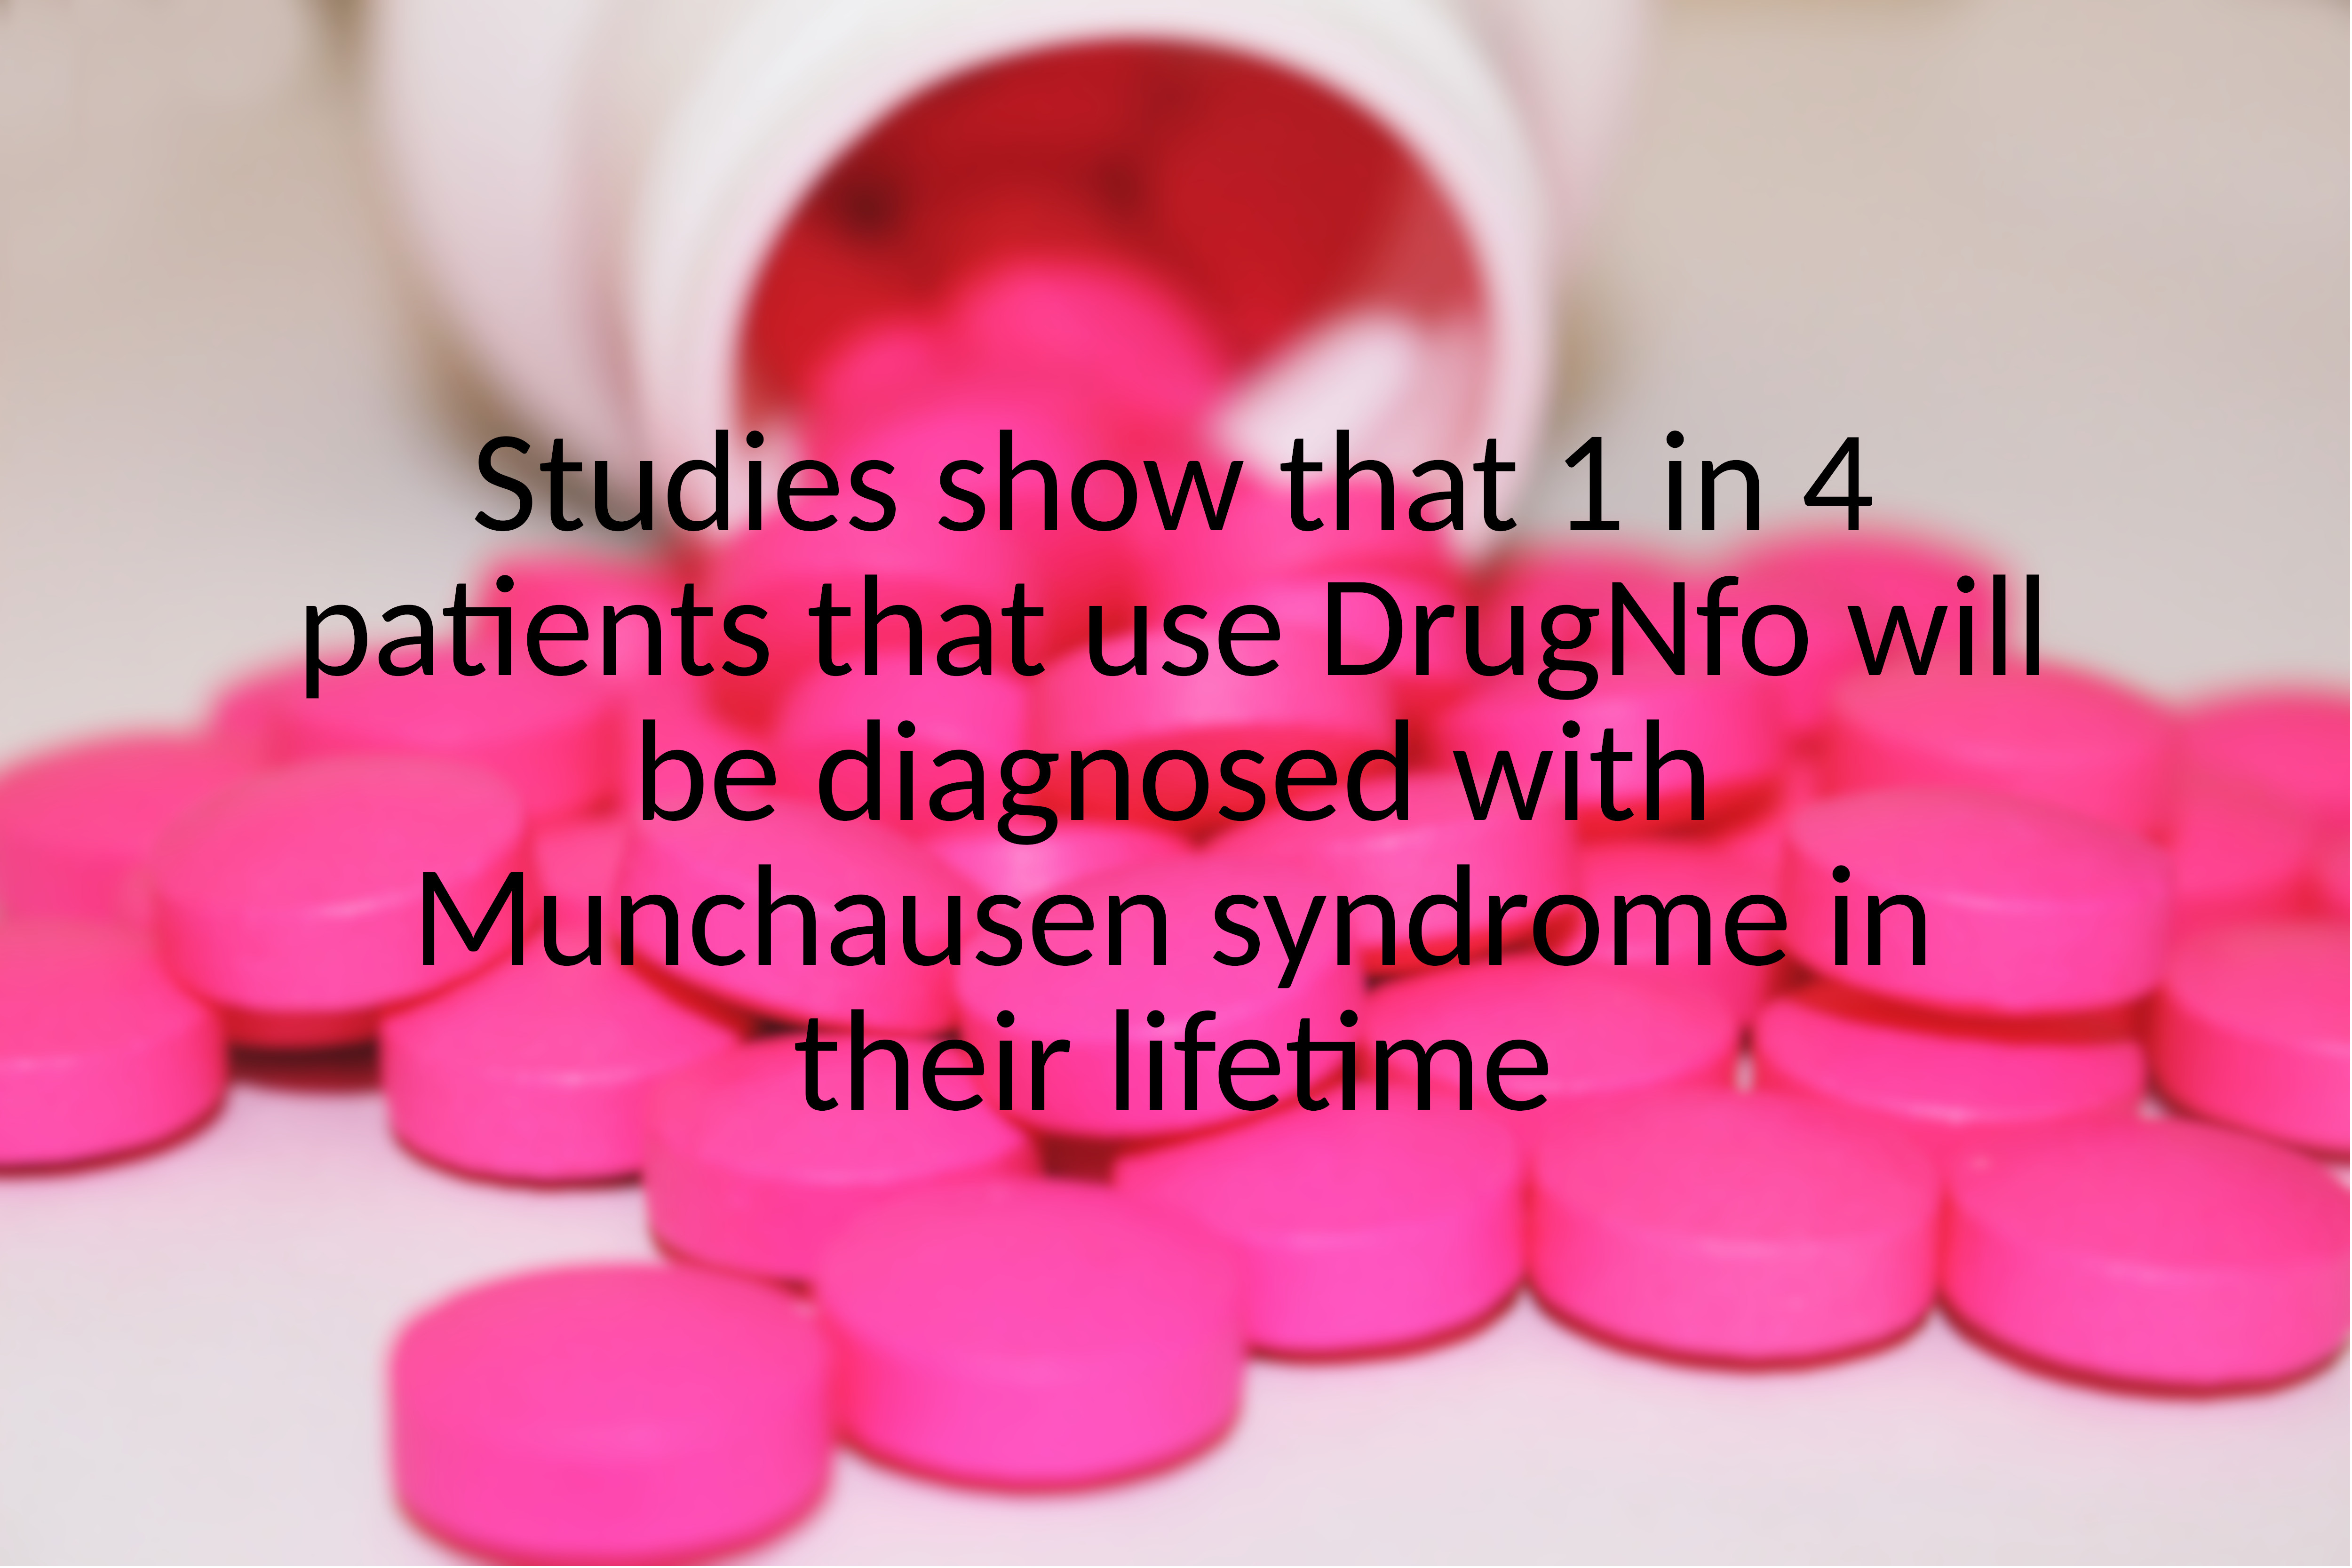 Studies show that 1 in 4
patients that use DrugNfo will
be diagnosed with
Munchausen syndrome in
their lifetime